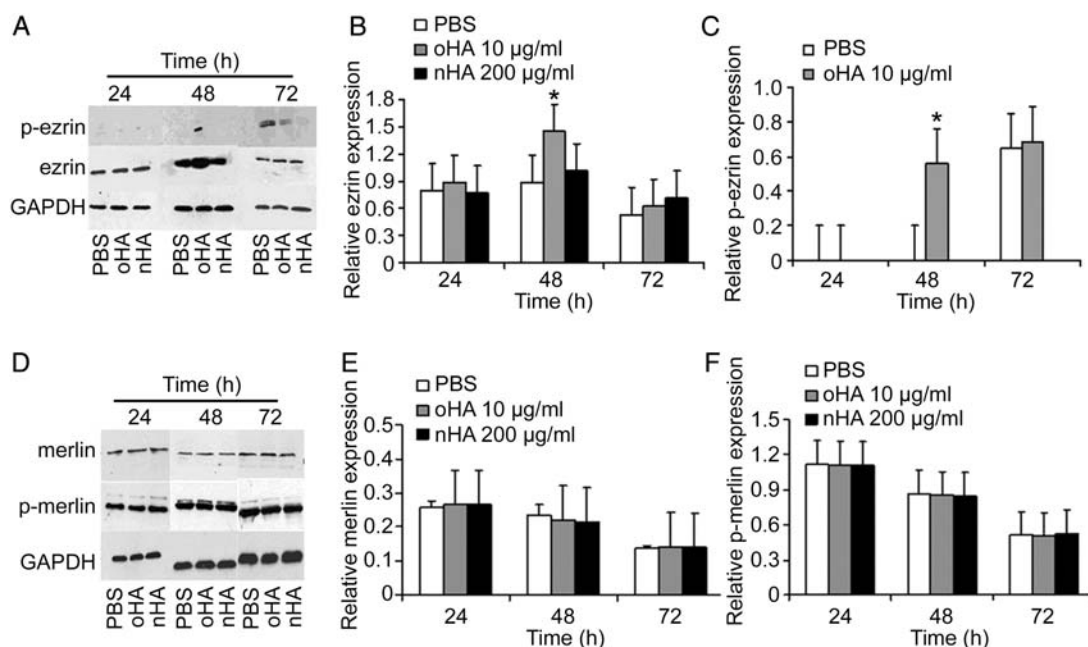 A
Time (h)
24 48 72
p-ezrin
ezrin
GAPDH
PBS oHA nHA PBS oHA nHA PBS oHA nHA
B
PBS
oHA 10 µg/ml
nHA 200 µg/ml
Relative ezrin expression
1.8
1.5
1.2
0.9
0.6
0.3
0
*
24 48 72
Time (h)
C
PBS
oHA 10 µg/ml
Relative p-ezrin expression
1.0
0.8
0.6
0.4
0.2
0
*
24 48 72
Time (h)
D
Time (h)
24 48 72
merlin
p-merlin
GAPDH
PBS oHA nHA PBS oHA nHA PBS oHA nHA
E
PBS
oHA 10 µg/ml
nHA 200 µg/ml
Relative merlin expression
0.5
0.4
0.3
0.2
0.1
0
24 48 72
Time (h)
F
PBS
oHA 10 µg/ml
nHA 200 µg/ml
Relative p-merlin expression
1.5
1.2
0.9
0.6
0.3
0
24 48 72
Time (h)